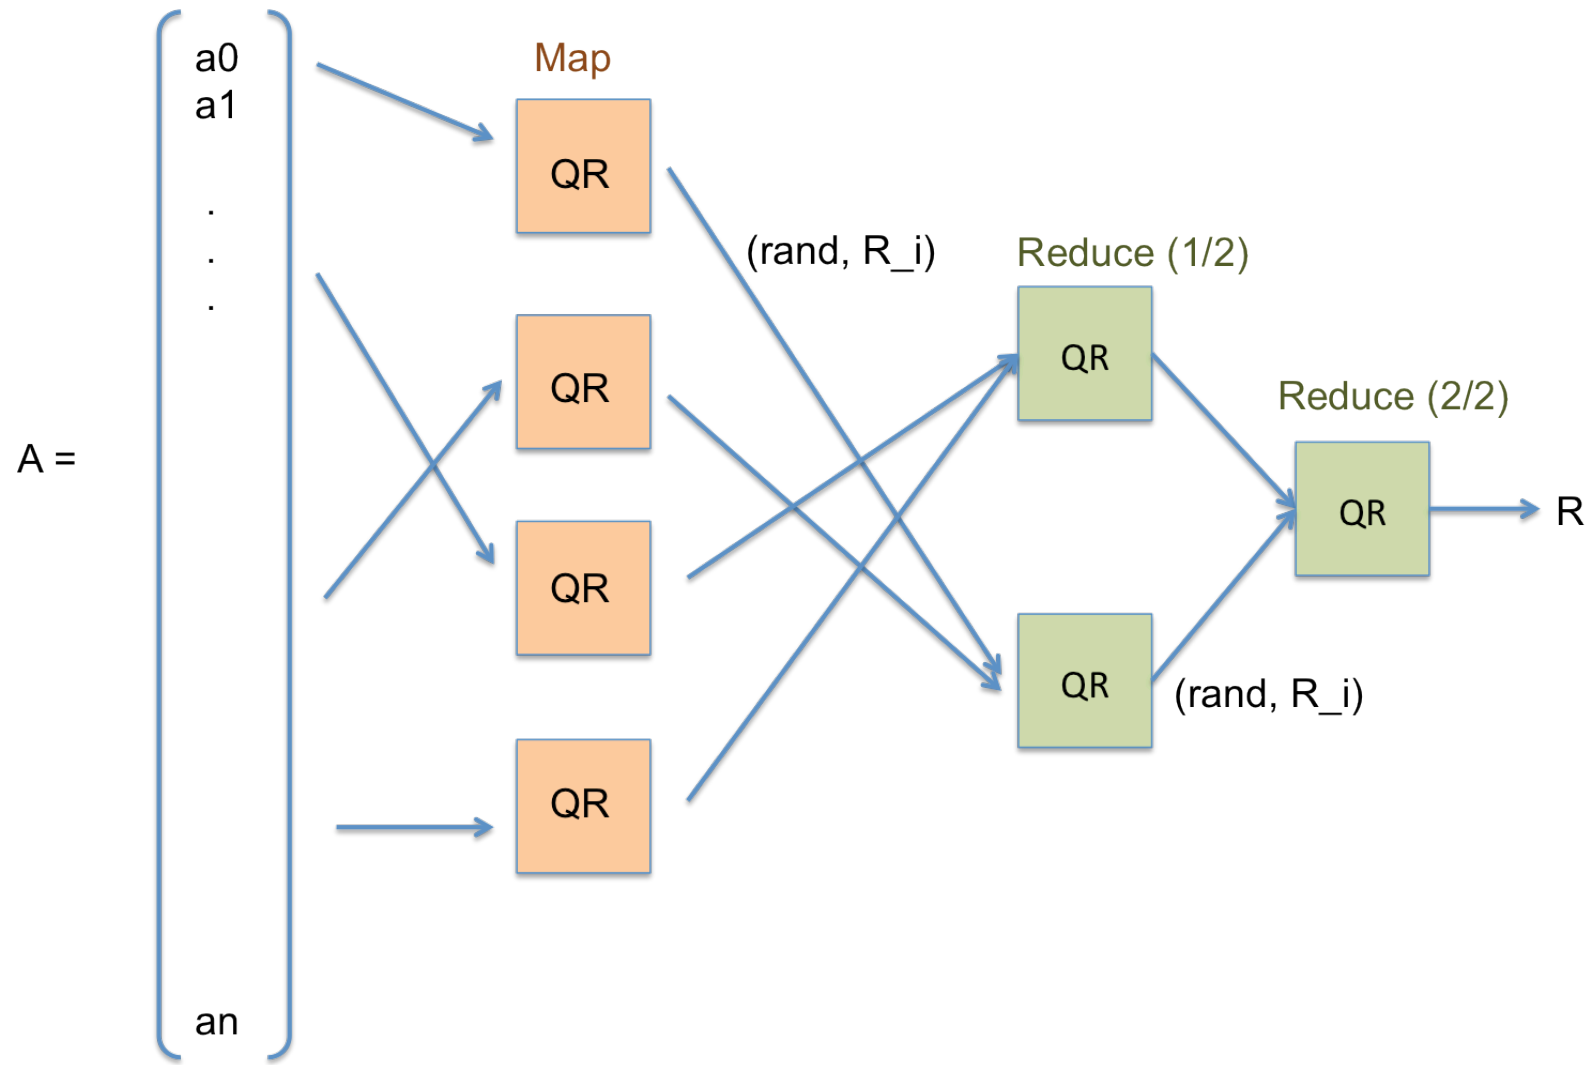 a0
a1
.
.
.
an
A =
Map
QR
QR
QR
QR
(rand, R_i)
Reduce (1/2)
QR
QR
(rand, R_i)
Reduce (2/2)
QR
R